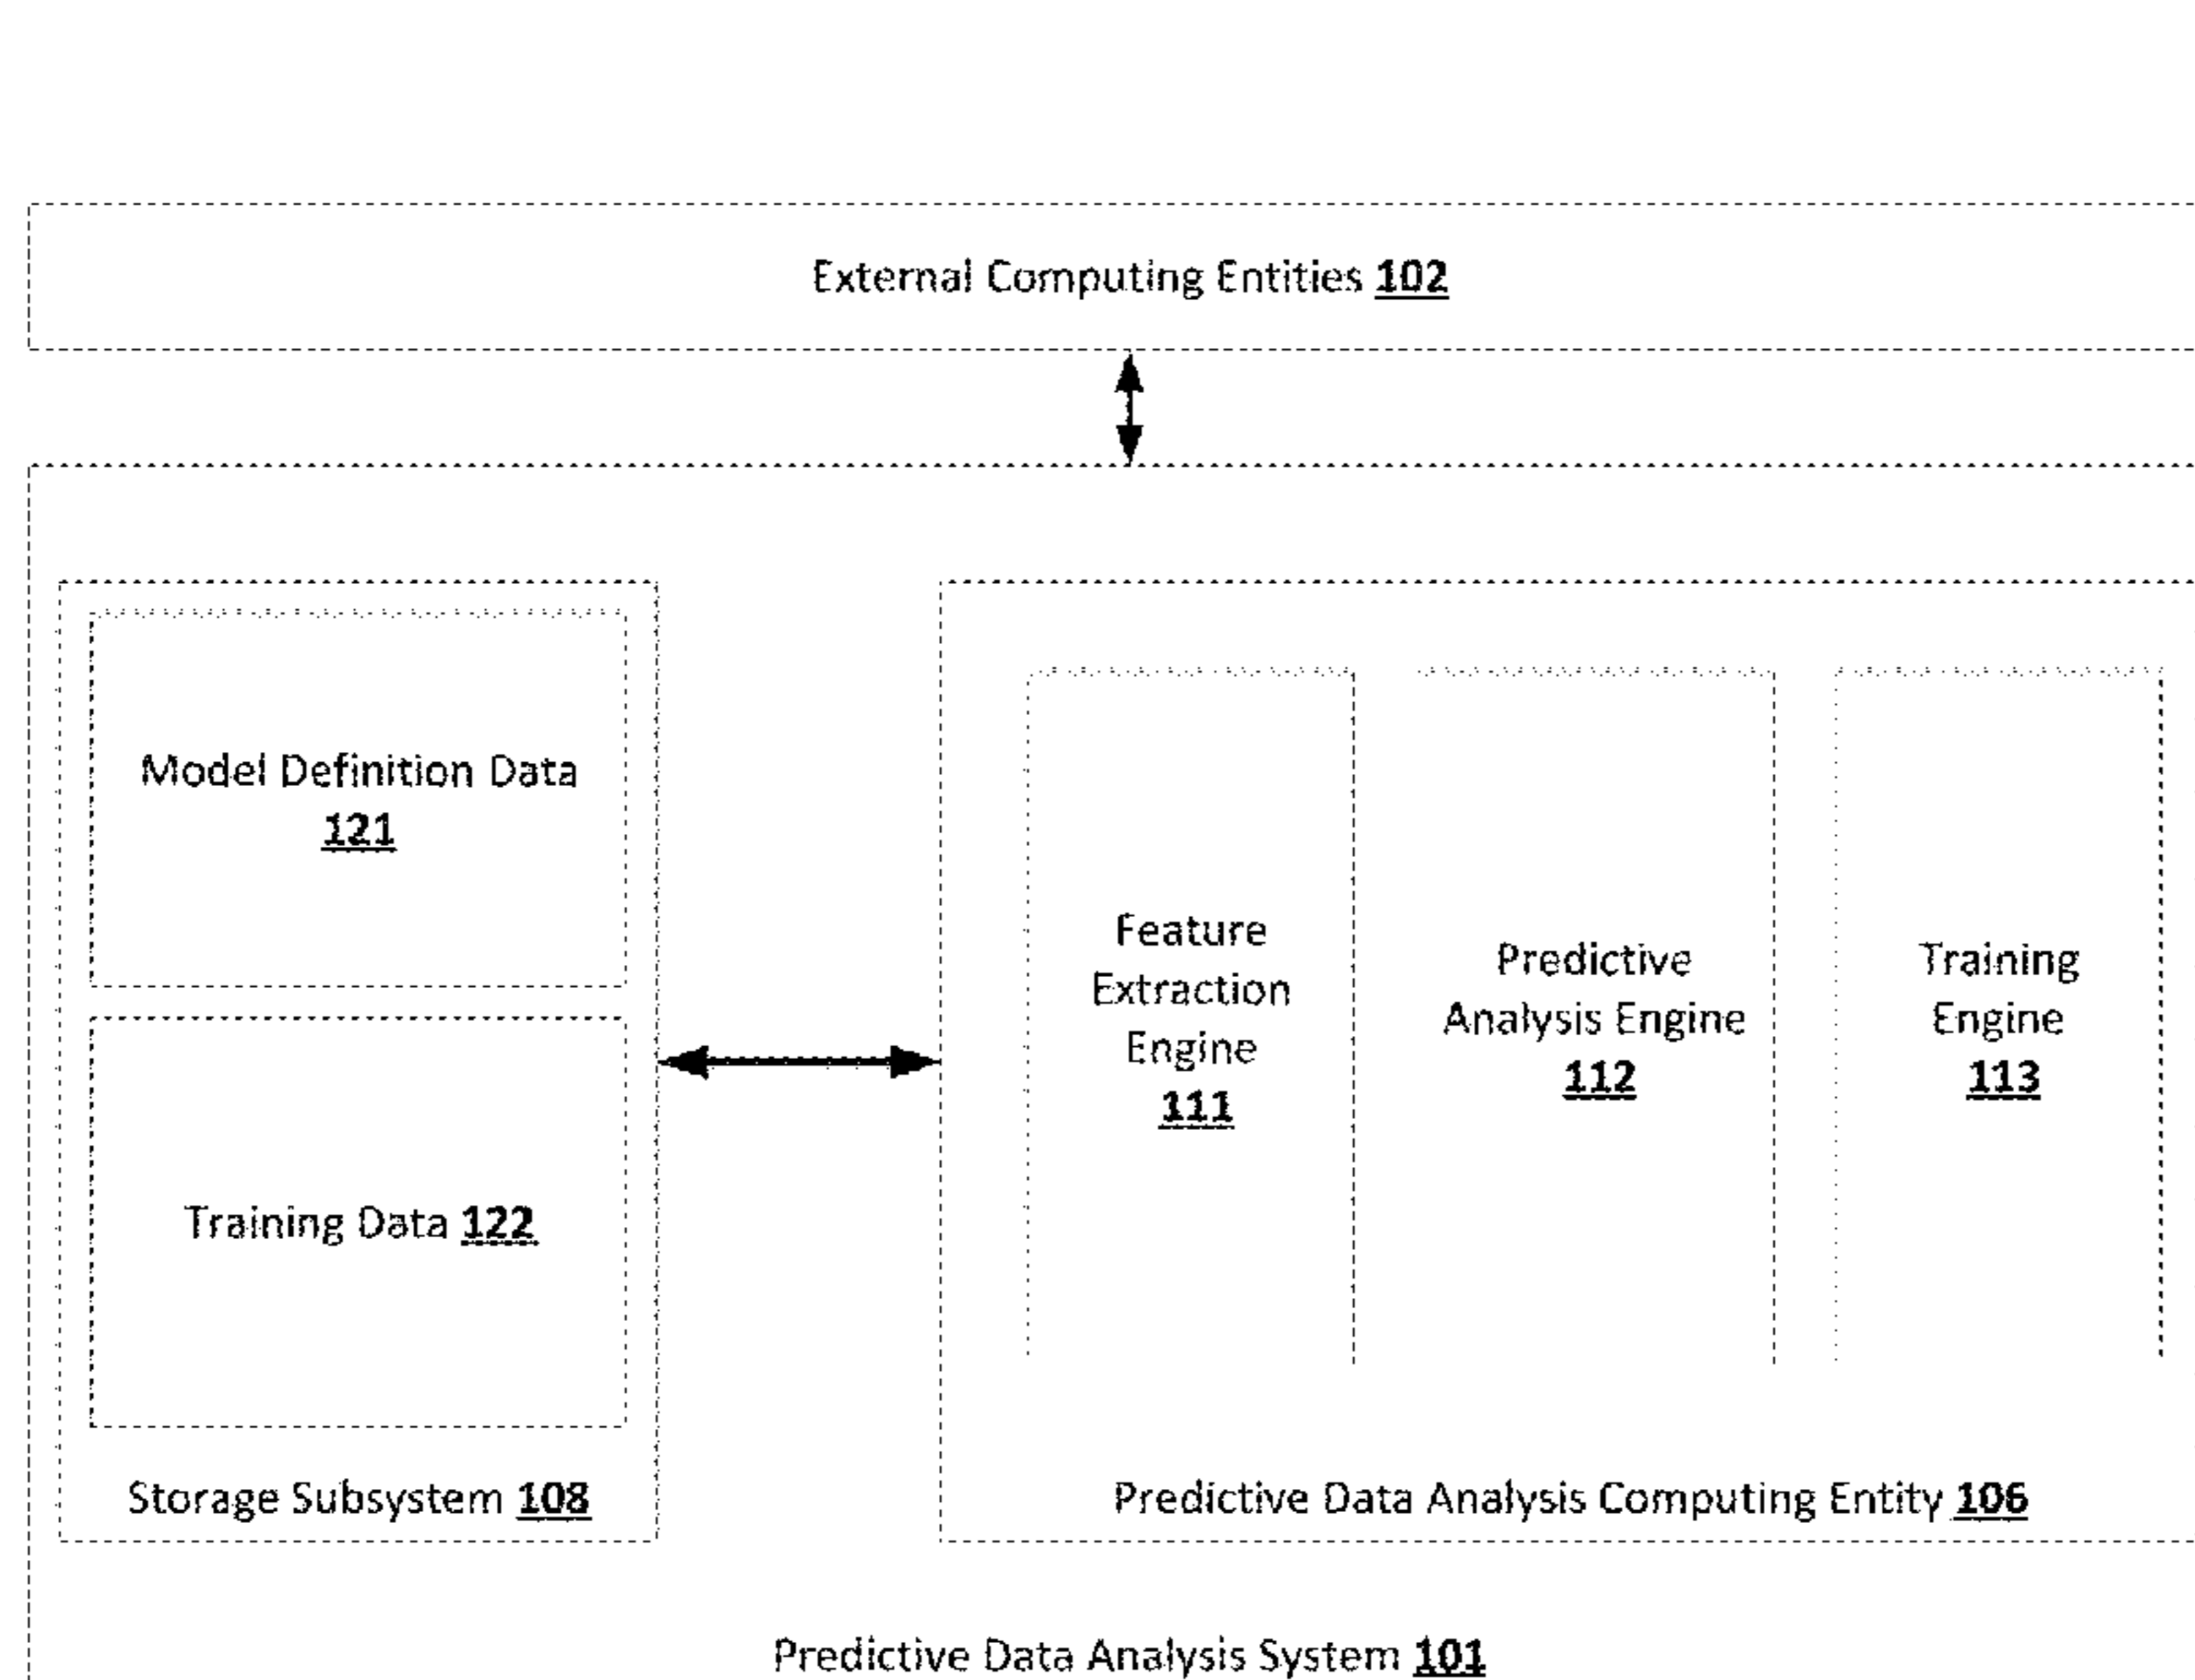 External Computing Entities 102
Model Definition Data
121
Training Data 122
Storage Subsystem 108
Feature
Extraction
Engine
111
Predictive
Analysis Engine
112
Training
Engine
113
Predictive Data Analysis Computing Entity 106
Predictive Data Analysis System 101